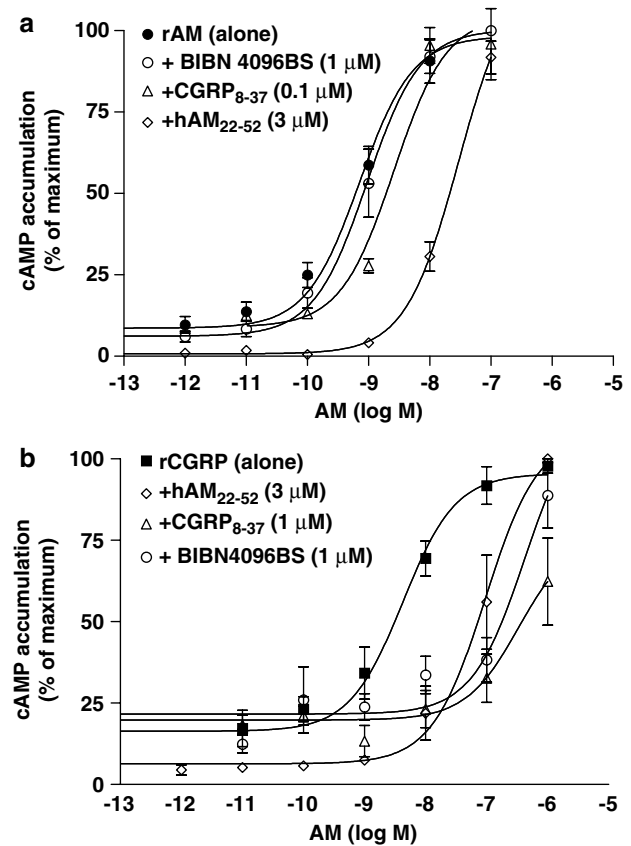 a
100
75
50
25
0
cAMP accumulation
(% of maximum)
rAM (alone)
+ BIBN 4096BS (1 μM)
+CGRP8-37 (0.1 μM)
+hAM22-52 (3 μM)
-13 -12 -11 -10 -9 -8 -7 -6 -5
AM (log M)
b
100
75
50
25
0
cAMP accumulation
(% of maximum)
rCGRP (alone)
+hAM22-52 (3 μM)
+CGRP8-37 (1 μM)
+ BIBN4096BS (1 μM)
-13 -12 -11 -10 -9 -8 -7 -6 -5
AM (log M)